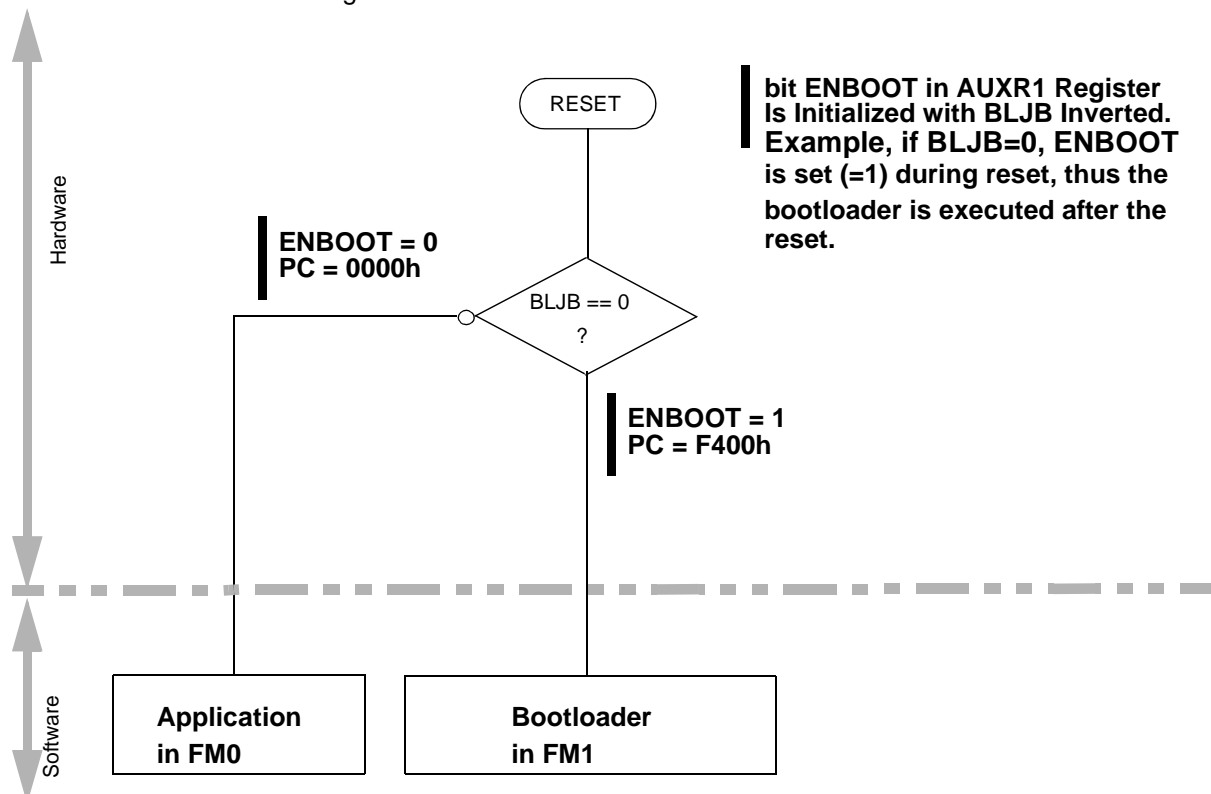 RESET
bit ENBOOT in AUXR1 Register
Is Initialized with BLJB Inverted.
Example, if BLJB=0, ENBOOT
is set (=1) during reset, thus the
bootloader is executed after the
reset.
Hardware
ENBOOT = 0
PC = 0000h
BLJB == 0
?
ENBOOT = 1
PC = F400h
Software
Application
in FM0
Bootloader
in FM1